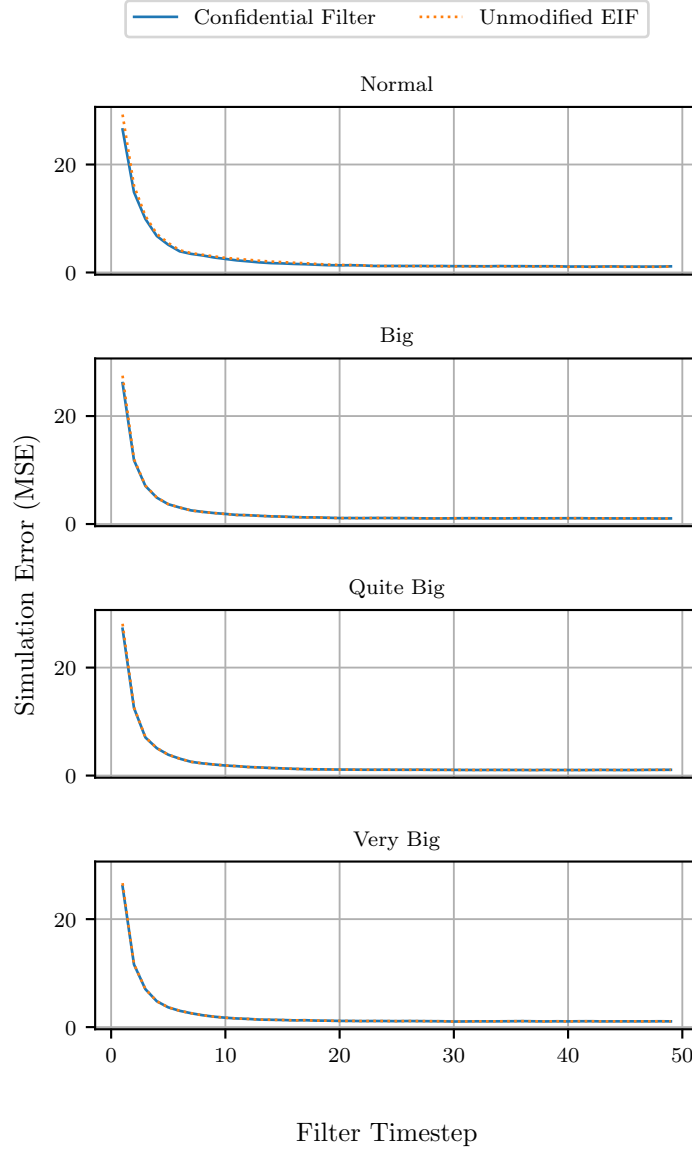 Confidential Filter Unmodified EIF
Normal
20
0
Big
20
0
Simulation Error (MSE)
Quite Big
20
0
Very Big
20
0
0 10 20 30 40 50
Filter Timestep